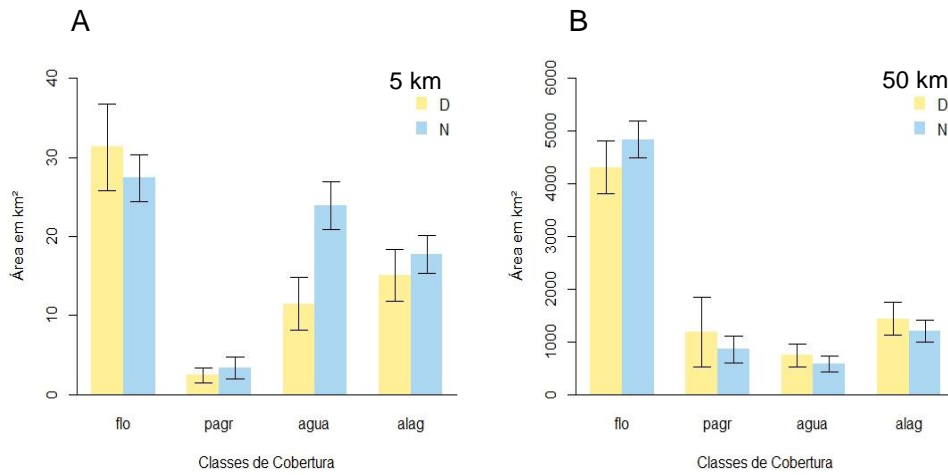 A
5 km
D
N
Área em km²
40
30
20
10
0
flo pagr agua alag
Classes de Cobertura
B
50 km
D
N
Área em km²
6000
5000
4000
3000
2000
1000
0
flo pagr agua alag
Classes de Cobertura